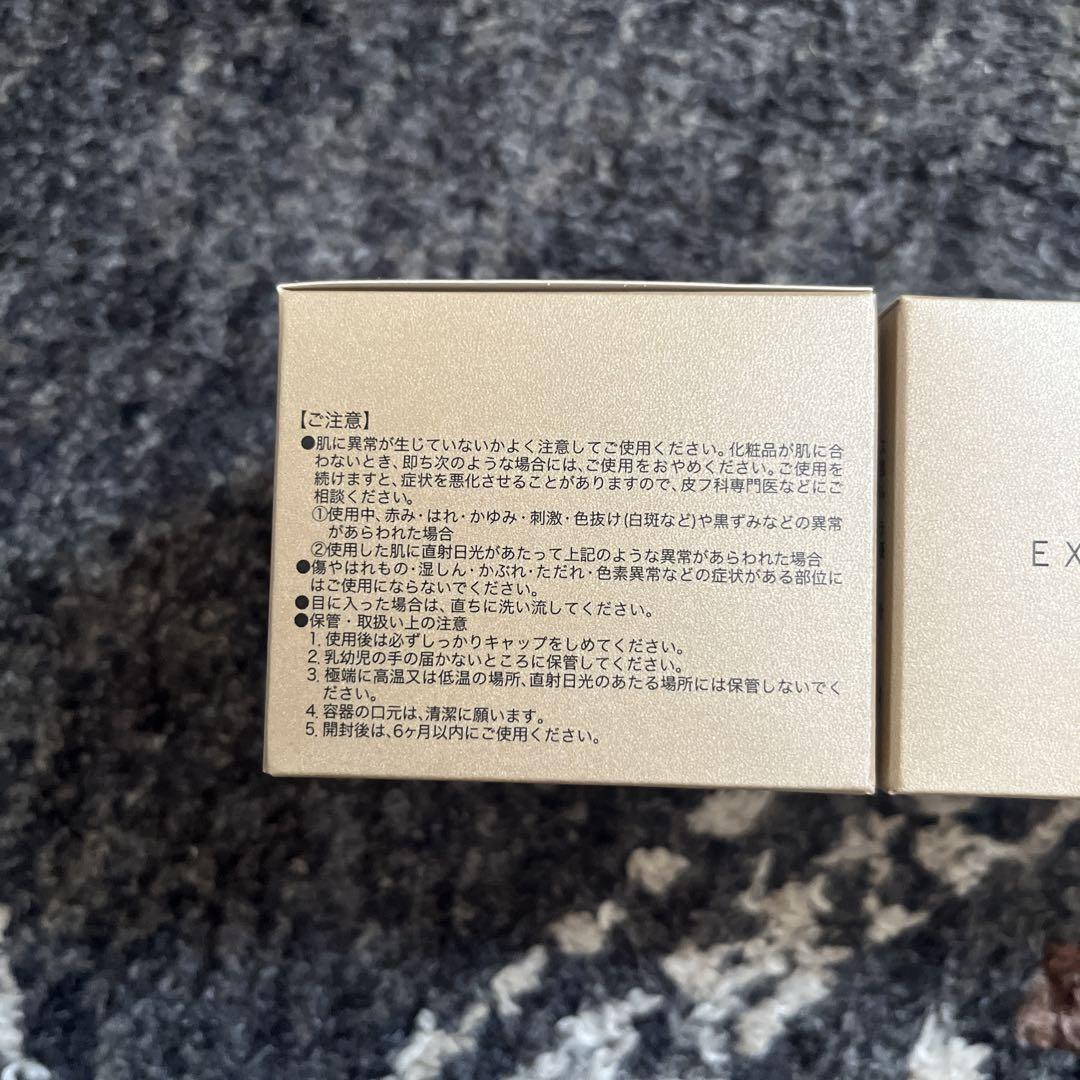 【ご注意】
●肌に異常が生じていないかよく注意してご使用ください。化粧品が肌に合
わないとき、即ち次のような場合には、ご使用をおやめください。ご使用を
続けますと、症状を悪化させることがありますので、皮フ科専門医などにご
相談ください。
①使用中、赤み・はれ・かゆみ・刺激・色抜け(白斑など)や黒ずみなどの異常
があらわれた場合
②使用した肌に直射日光があたって上記のような異常があらわれた場合
●傷やはれもの・湿しん・かぶれ・ただれ・色素異常などの症状がある部位に
はご使用にならないでください。
●目に入った場合は、直ちに洗い流してください。
●保管・取扱い上の注意
1. 使用後は必ずしっかりキャップをしめてください。
2. 乳幼児の手の届かないところに保管してください。
3. 極端に高温又は低温の場所、直射日光のあたる場所には保管しないでく
ださい。
4. 容器の口元は、清潔に願います。
5. 開封後は、6ヶ月以内にご使用ください。
EX